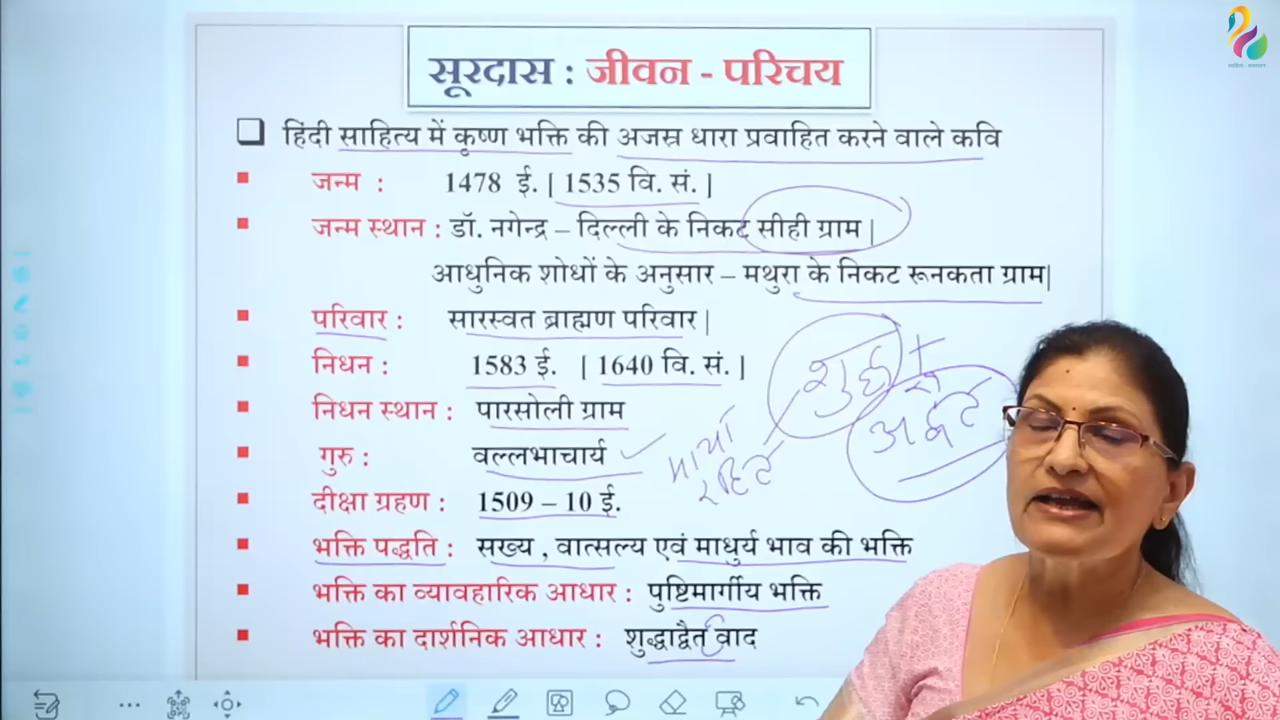 सूरदास : जीवन - परिचय
हिंदी साहित्य में कृष्ण भक्ति की अजस्र धारा प्रवाहित करने वाले कवि
जन्म : 1478 ई. | 1535 वि. सं. |
जन्म स्थान : डॉ. नगेन्द्र – दिल्ली के निकट सीही ग्राम |
आधुनिक शोधों के अनुसार – मथुरा के निकट रूनकता ग्राम|
परिवार : सारस्वत ब्राह्मण परिवार |
निधन : 1583 ई. | 1640 वि. सं. |
शुद्ध +
निधन स्थान : पारसोली ग्राम
अद्वैत
गुरु : वल्लभाचार्य
माया
रहित
दीक्षा ग्रहण : 1509 – 10 ई.
भक्ति पद्धति : सख्य , वात्सल्य एवं माधुर्य भाव की भक्ति
भक्ति का व्यावहारिक आधार : पुष्टिमार्गीय भक्ति
भक्ति का दार्शनिक आधार : शुद्धाद्वैत वाद